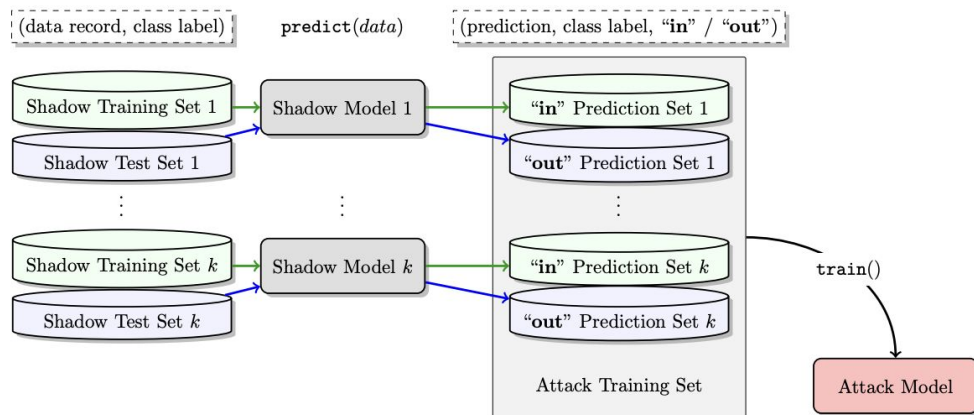 (data record, class label)
predict(data)
(prediction, class label, “in” / “out”)
Shadow Training Set 1
Shadow Model 1
“in” Prediction Set 1
Shadow Test Set 1
“out” Prediction Set 1
⋮ ⋮ ⋮
Shadow Training Set k
Shadow Model k
“in” Prediction Set k
Shadow Test Set k
“out” Prediction Set k
train()
Attack Training Set
Attack Model